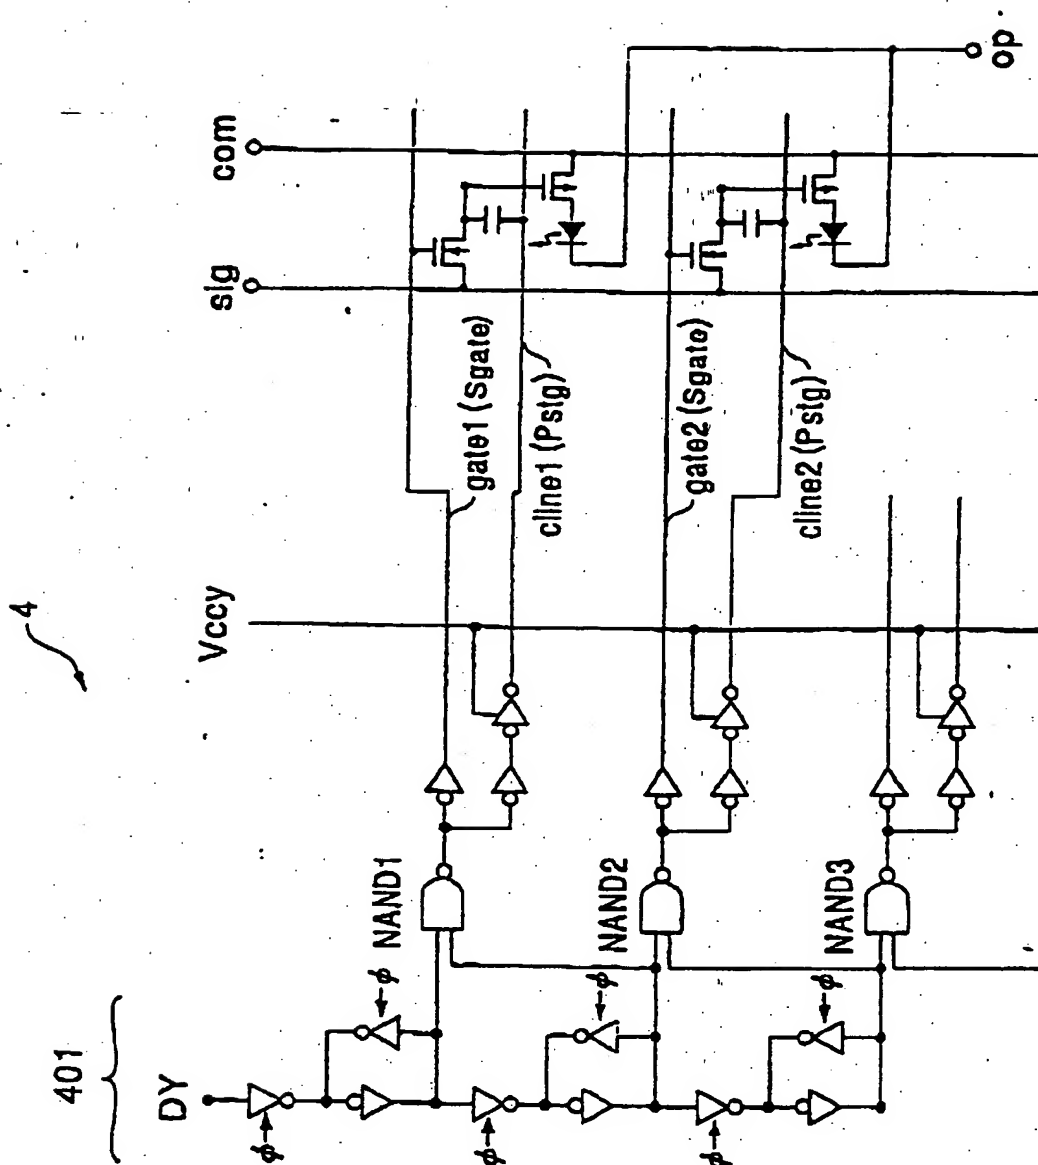 4
401
DY
φ
φ
φ
φ
φ
φ
NAND1
NAND2
NAND3
Vccy
gate1 (Sgate)
cline1 (Pstg)
gate2 (Sgate)
cline2 (Pstg)
sig
com
op